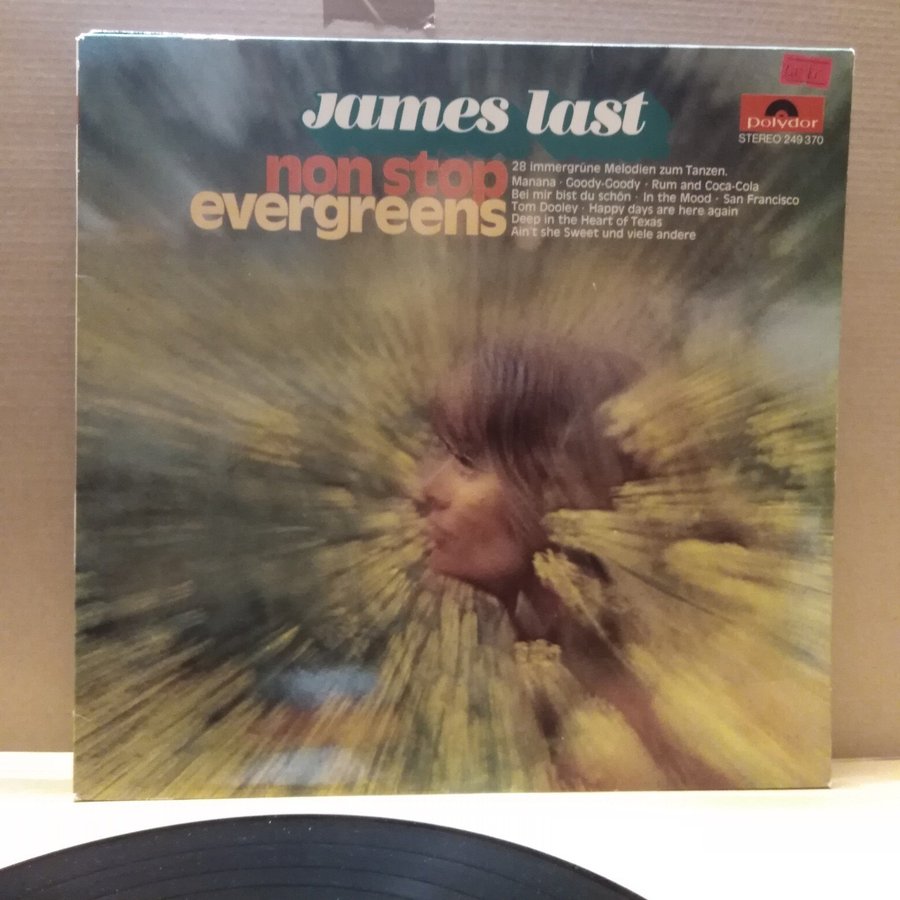 james last
polydor
STEREO 249 370
non stop
evergreens
28 immergrüne Melodien zum Tanzen.
Manana · Goody-Goody · Rum and Coca-Cola
Bei mir bist du schön · In the Mood · San Francisco
Tom Dooley · Happy days are here again
Deep in the Heart of Texas
Ain't she Sweet und viele andere